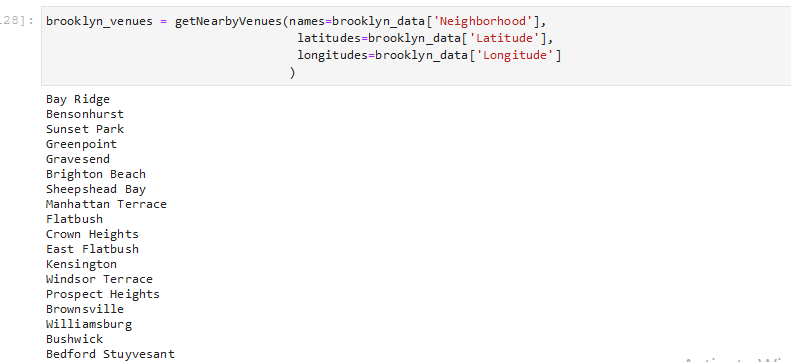 28]: brooklyn_venues = getNearbyVenues(names=brooklyn_data['Neighborhood'],
latitudes=brooklyn_data['Latitude'],
longitudes=brooklyn_data['Longitude']
)
Bay Ridge
Bensonhurst
Sunset Park
Greenpoint
Gravesend
Brighton Beach
Sheepshead Bay
Manhattan Terrace
Flatbush
Crown Heights
East Flatbush
Kensington
Windsor Terrace
Prospect Heights
Brownsville
Williamsburg
Bushwick
Bedford Stuyvesant